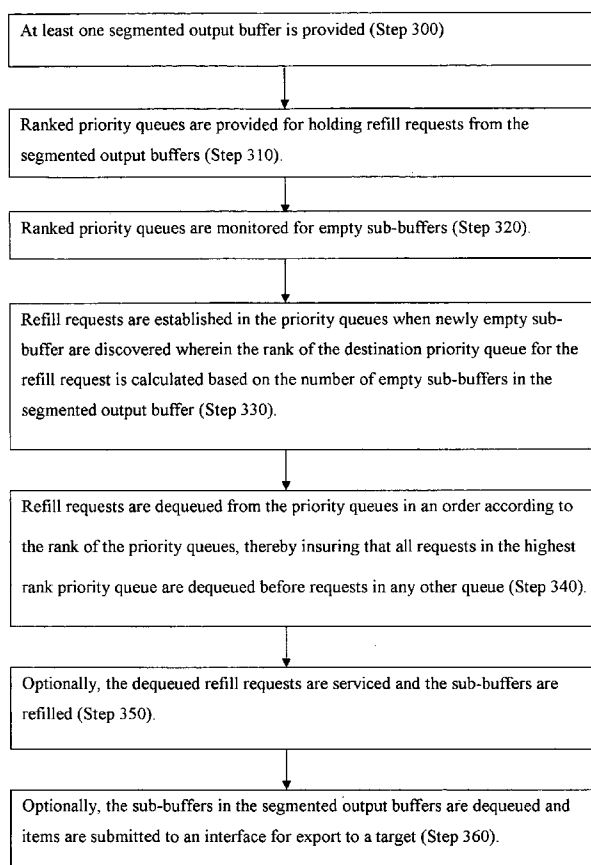 At least one segmented output buffer is provided (Step 300)
Ranked priority queues are provided for holding refill requests from the
segmented output buffers (Step 310).
Ranked priority queues are monitored for empty sub-buffers (Step 320).
Refill requests are established in the priority queues when newly empty sub-
buffer are discovered wherein the rank of the destination priority queue for the
refill request is calculated based on the number of empty sub-buffers in the
segmented output buffer (Step 330).
Refill requests are dequeued from the priority queues in an order according to
the rank of the priority queues, thereby insuring that all requests in the highest
rank priority queue are dequeued before requests in any other queue (Step 340).
Optionally, the dequeued refill requests are serviced and the sub-buffers are
refilled (Step 350).
Optionally, the sub-buffers in the segmented output buffers are dequeued and
items are submitted to an interface for export to a target (Step 360).